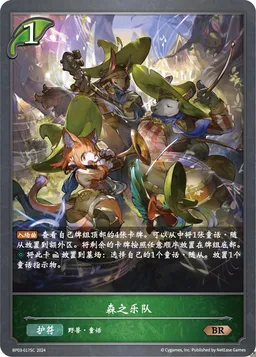 1
入场曲 查看自己牌组顶部的4张卡牌。可以从中将1张童话·随
从放置到额外区。将剩余的卡牌按照任意顺序放置在牌组底部。
将此卡 放置到墓场：选择自己的1个童话·随从。放置1个
童话指示物。
森之乐队
护符 野兽·童话 BR
BP03-017SC 2024 © Cygames, Inc. Published by NetEase Games